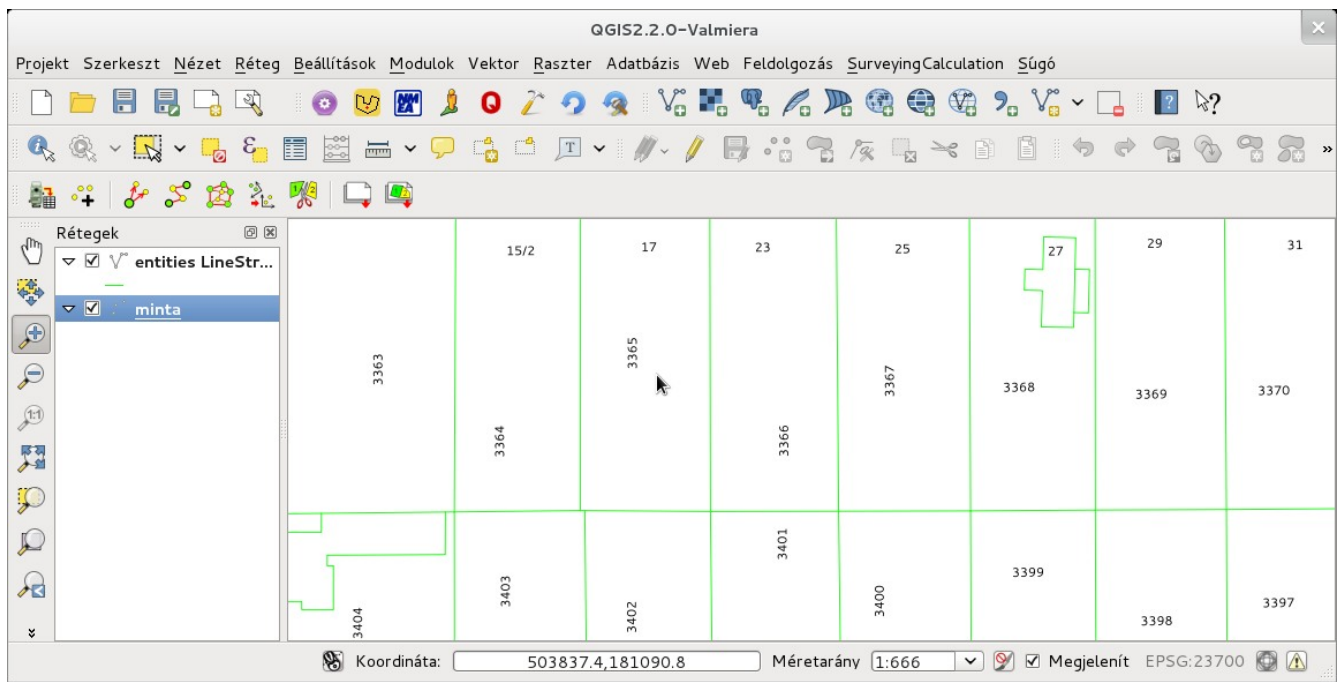 QGIS2.2.0-Valmiera
Projekt Szerkeszt Nézet Réteg Beállítások Modulok Vektor Raszter Adatbázis Web Feldolgozás SurveyingCalculation Súgó
Rétegek
entities LineStr...
minta
15/2 17 23 25 27 29 31
3363
3364
3365
3366
3367
3368
3369
3370
3404
3403
3402
3401
3400
3399
3398
3397
Koordináta: 503837.4,181090.8 Méretarány 1:666 Megjelenít EPSG:23700